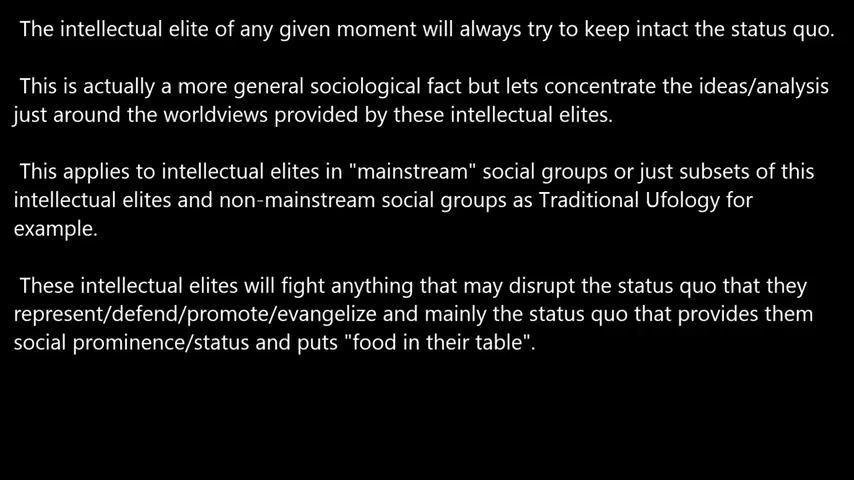 The intellectual elite of any given moment will always try to keep intact the status quo.
This is actually a more general sociological fact but lets concentrate the ideas/analysis
just around the worldviews provided by these intellectual elites.
This applies to intellectual elites in "mainstream" social groups or just subsets of this
intellectual elites and non-mainstream social groups as Traditional Ufology for
example.
These intellectual elites will fight anything that may disrupt the status quo that they
represent/defend/promote/evangelize and mainly the status quo that provides them
social prominence/status and puts "food in their table".